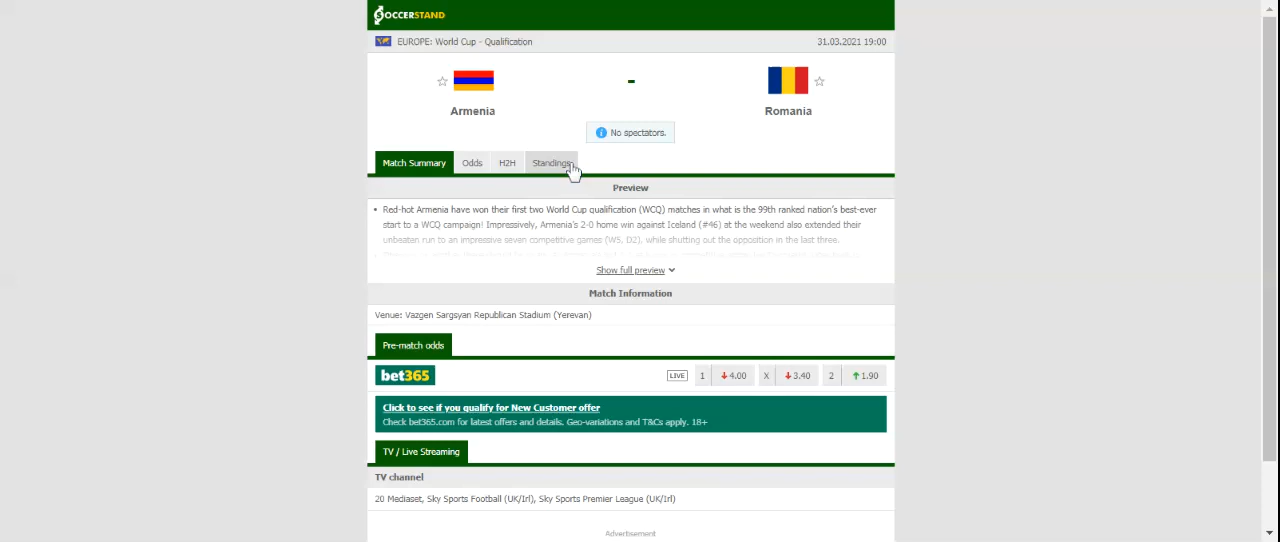 SOCCERSTAND
EUROPE: World Cup - Qualification 31.03.2021 19:00
-
Armenia Romania
No spectators.
Match Summary Odds H2H Standings
Preview
• Red-hot Armenia have won their first two World Cup qualification (WCQ) matches in what is the 99th ranked nation's best-ever
start to a WCQ campaign! Impressively, Armenia's 2-0 home win against Iceland (#46) at the weekend also extended their
unbeaten run to an impressive seven competitive games (W5, D2), while shutting out the opposition in the last three.
Show full preview
Match Information
Venue: Vazgen Sargsyan Republican Stadium (Yerevan)
Pre-match odds
bet365 LIVE 1 4.00 X 3.40 2 1.90
Click to see if you qualify for New Customer offer
Check bet365.com for latest offers and details. Geo-variations and T&Cs apply. 18+
TV / Live Streaming
TV channel
20 Mediaset, Sky Sports Football (UK/Irl), Sky Sports Premier League (UK/Irl)
Advertisement